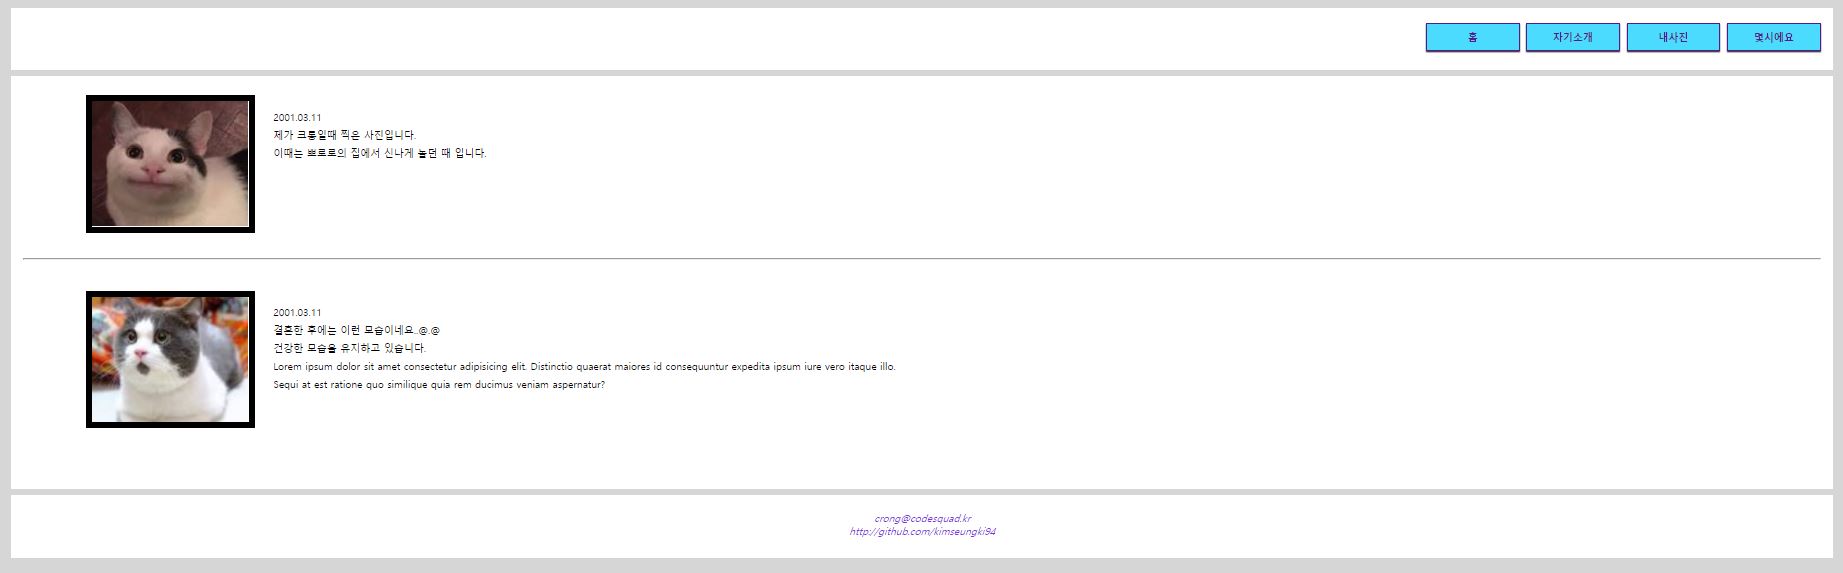 홈
자기소개
내사진
몇시에요
2001.03.11
제가 크롱일때 찍은 사진입니다.
이때는 뽀로로의 집에서 신나게 놀던 때 입니다.
2001.03.11
결혼한 후에는 이런 모습이네요..@.@
건강한 모습을 유지하고 있습니다.
Lorem ipsum dolor sit amet consectetur adipisicing elit. Distinctio quaerat maiores id consequuntur expedita ipsum iure vero itaque illo.
Sequi at est ratione quo similique quia rem ducimus veniam aspernatur?
crong@codesquad.kr
http://github.com/kimseungki94